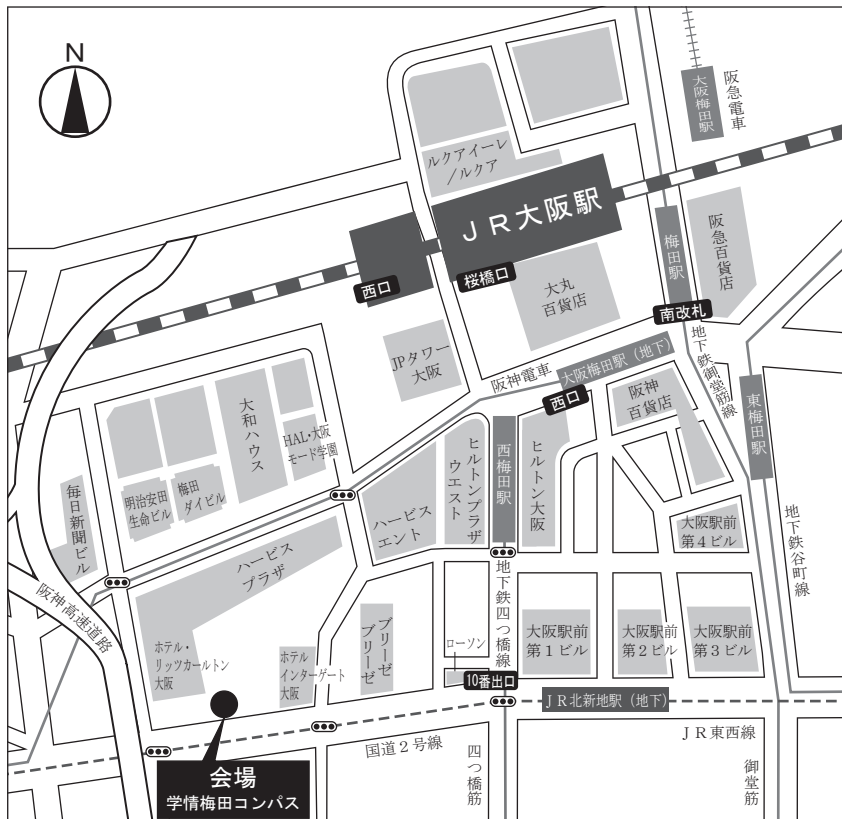 N
大阪梅田駅
阪急電車
ルクアイーレ
/ルクア
JR大阪駅
梅田駅
阪急百貨店
西口
桜橋口
大丸
百貨店
南改札
JPタワー
大阪
阪神電車
大阪梅田駅（地下）
西口
阪神
百貨店
地下鉄御堂筋線
東梅田駅
大和ハウス
HAL・大阪
モード学園
西梅田駅
ヒルトン大阪
ヒルトンプラザ
ウエスト
毎日新聞ビル
明治安田
生命ビル
梅田
ダイビル
ハービス
エント
大阪駅前
第4ビル
地下鉄谷町線
ハービス
プラザ
阪神高速道路
地下鉄四つ橋線
ホテル・
リッツカールトン
大阪
ホテル
インターゲート
大阪
ブリーゼ
ブリーゼ
ローソン
大阪駅前
第1ビル
大阪駅前
第2ビル
大阪駅前
第3ビル
10番出口
JR北新地駅（地下）
国道2号線
四つ橋筋
JR東西線
御堂筋
会場
学情梅田コンパス